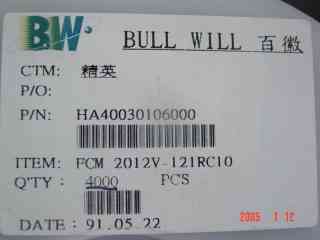 BW BULL WILL 百徽
CTM: 精英
P/O:
P/N: HA40030106000
ITEM: FCM 2012V-121RC10
Q'TY : 4000 PCS
DATE : 91.05.22
2005 1 12